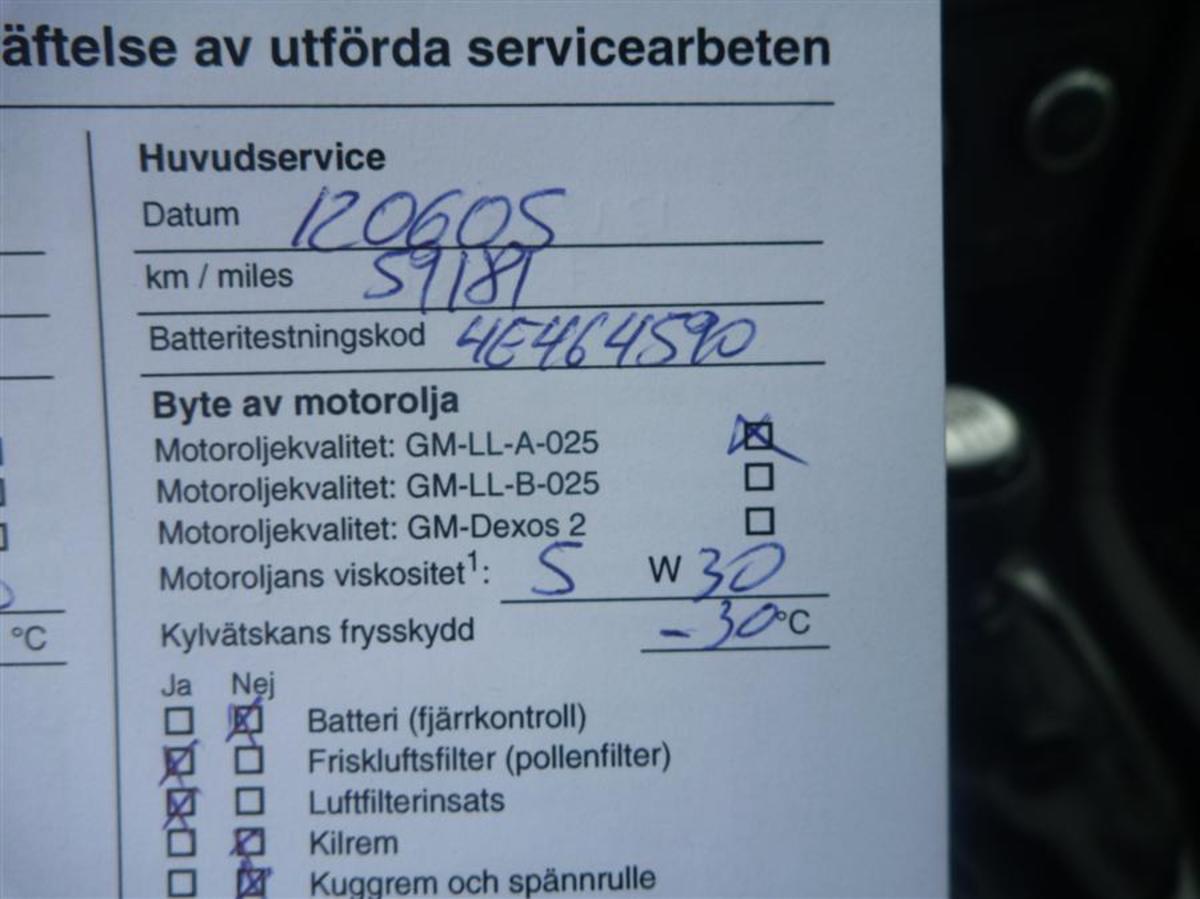 äftelse av utförda servicearbeten
Huvudservice
Datum 120605
km / miles 59181
Batteritestningskod 4E464590
Byte av motorolja
Motoroljekvalitet: GM-LL-A-025
Motoroljekvalitet: GM-LL-B-025
Motoroljekvalitet: GM-Dexos 2
Motoroljans viskositet1: 5 W 30
°C
Kylvätskans frysskydd -30°C
Ja Nej
Batteri (fjärrkontroll)
Friskluftsfilter (pollenfilter)
Luftfilterinsats
Kilrem
Kuggrem och spännrulle